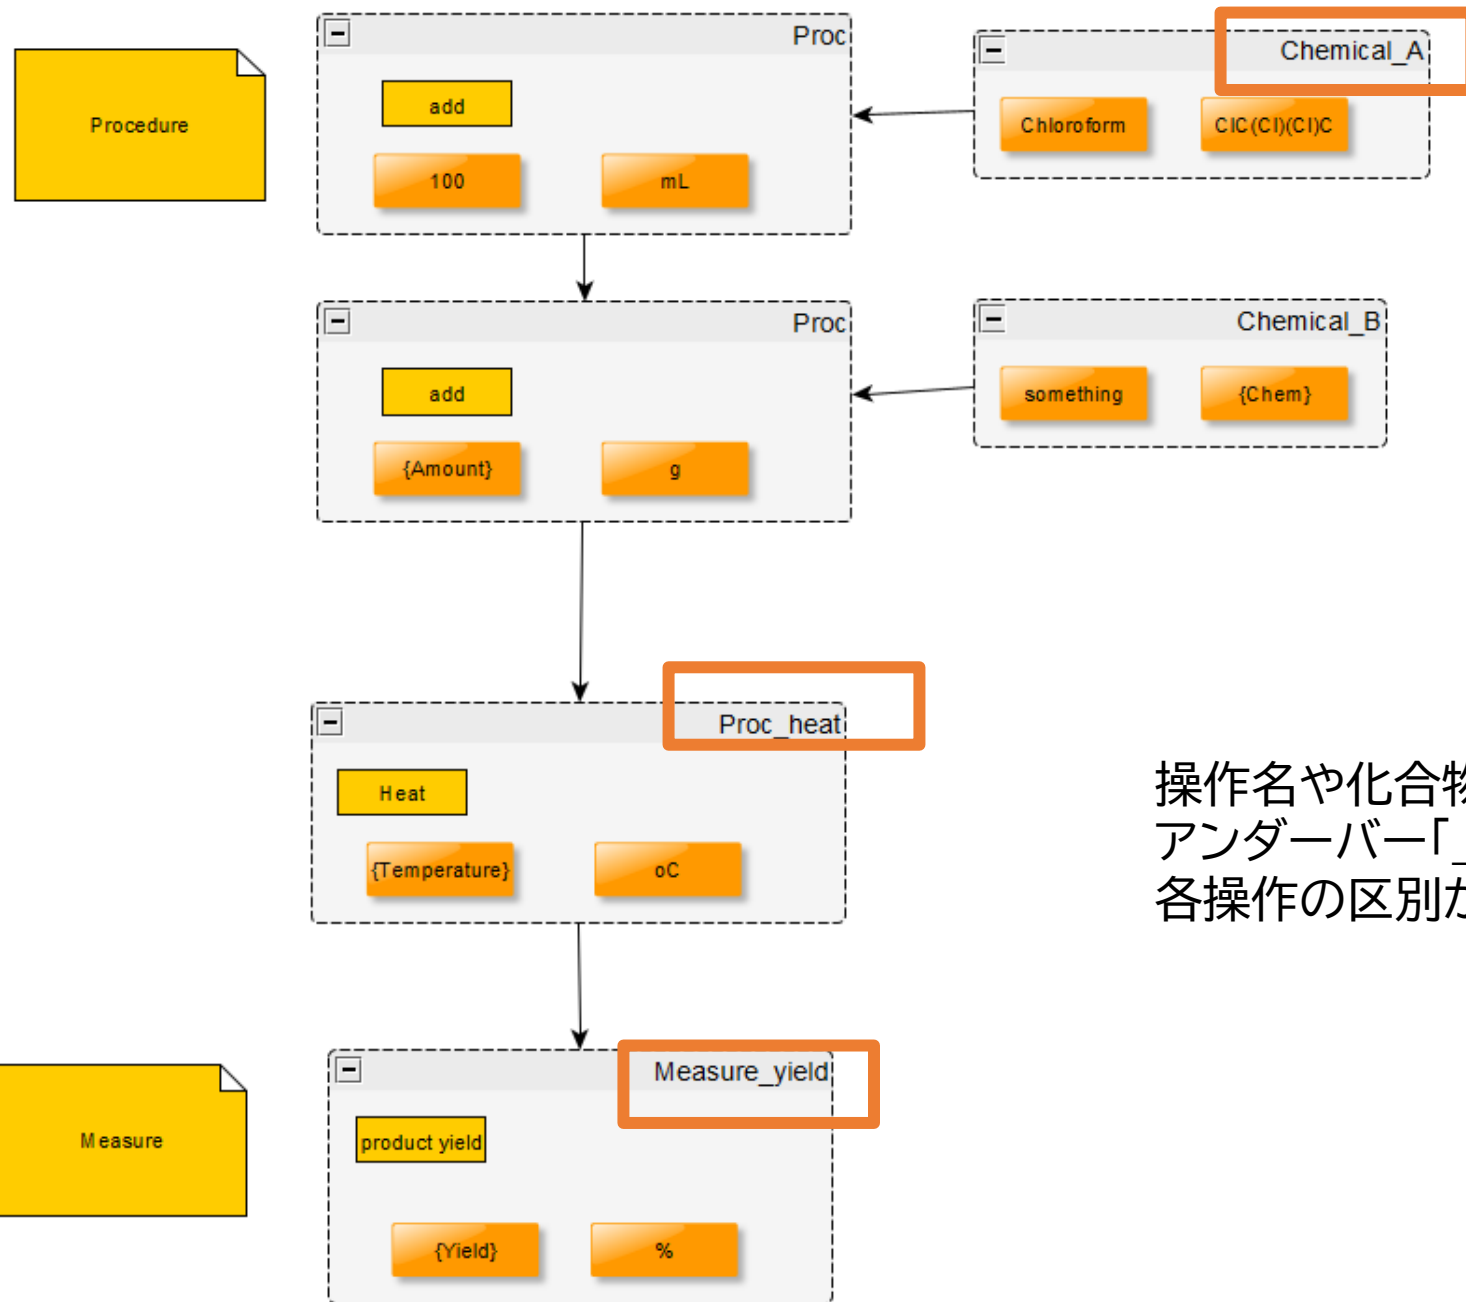 Procedure
Proc
add
100
mL
Chemical_A
Chloroform
ClC(Cl)(Cl)C
Proc
add
{Amount}
g
Chemical_B
something
{Chem}
Proc_heat
Heat
{Temperature}
oC
操作名や化合物
アンダーバー「_
各操作の区別が
Measure
Measure_yield
product yield
{Yield}
%